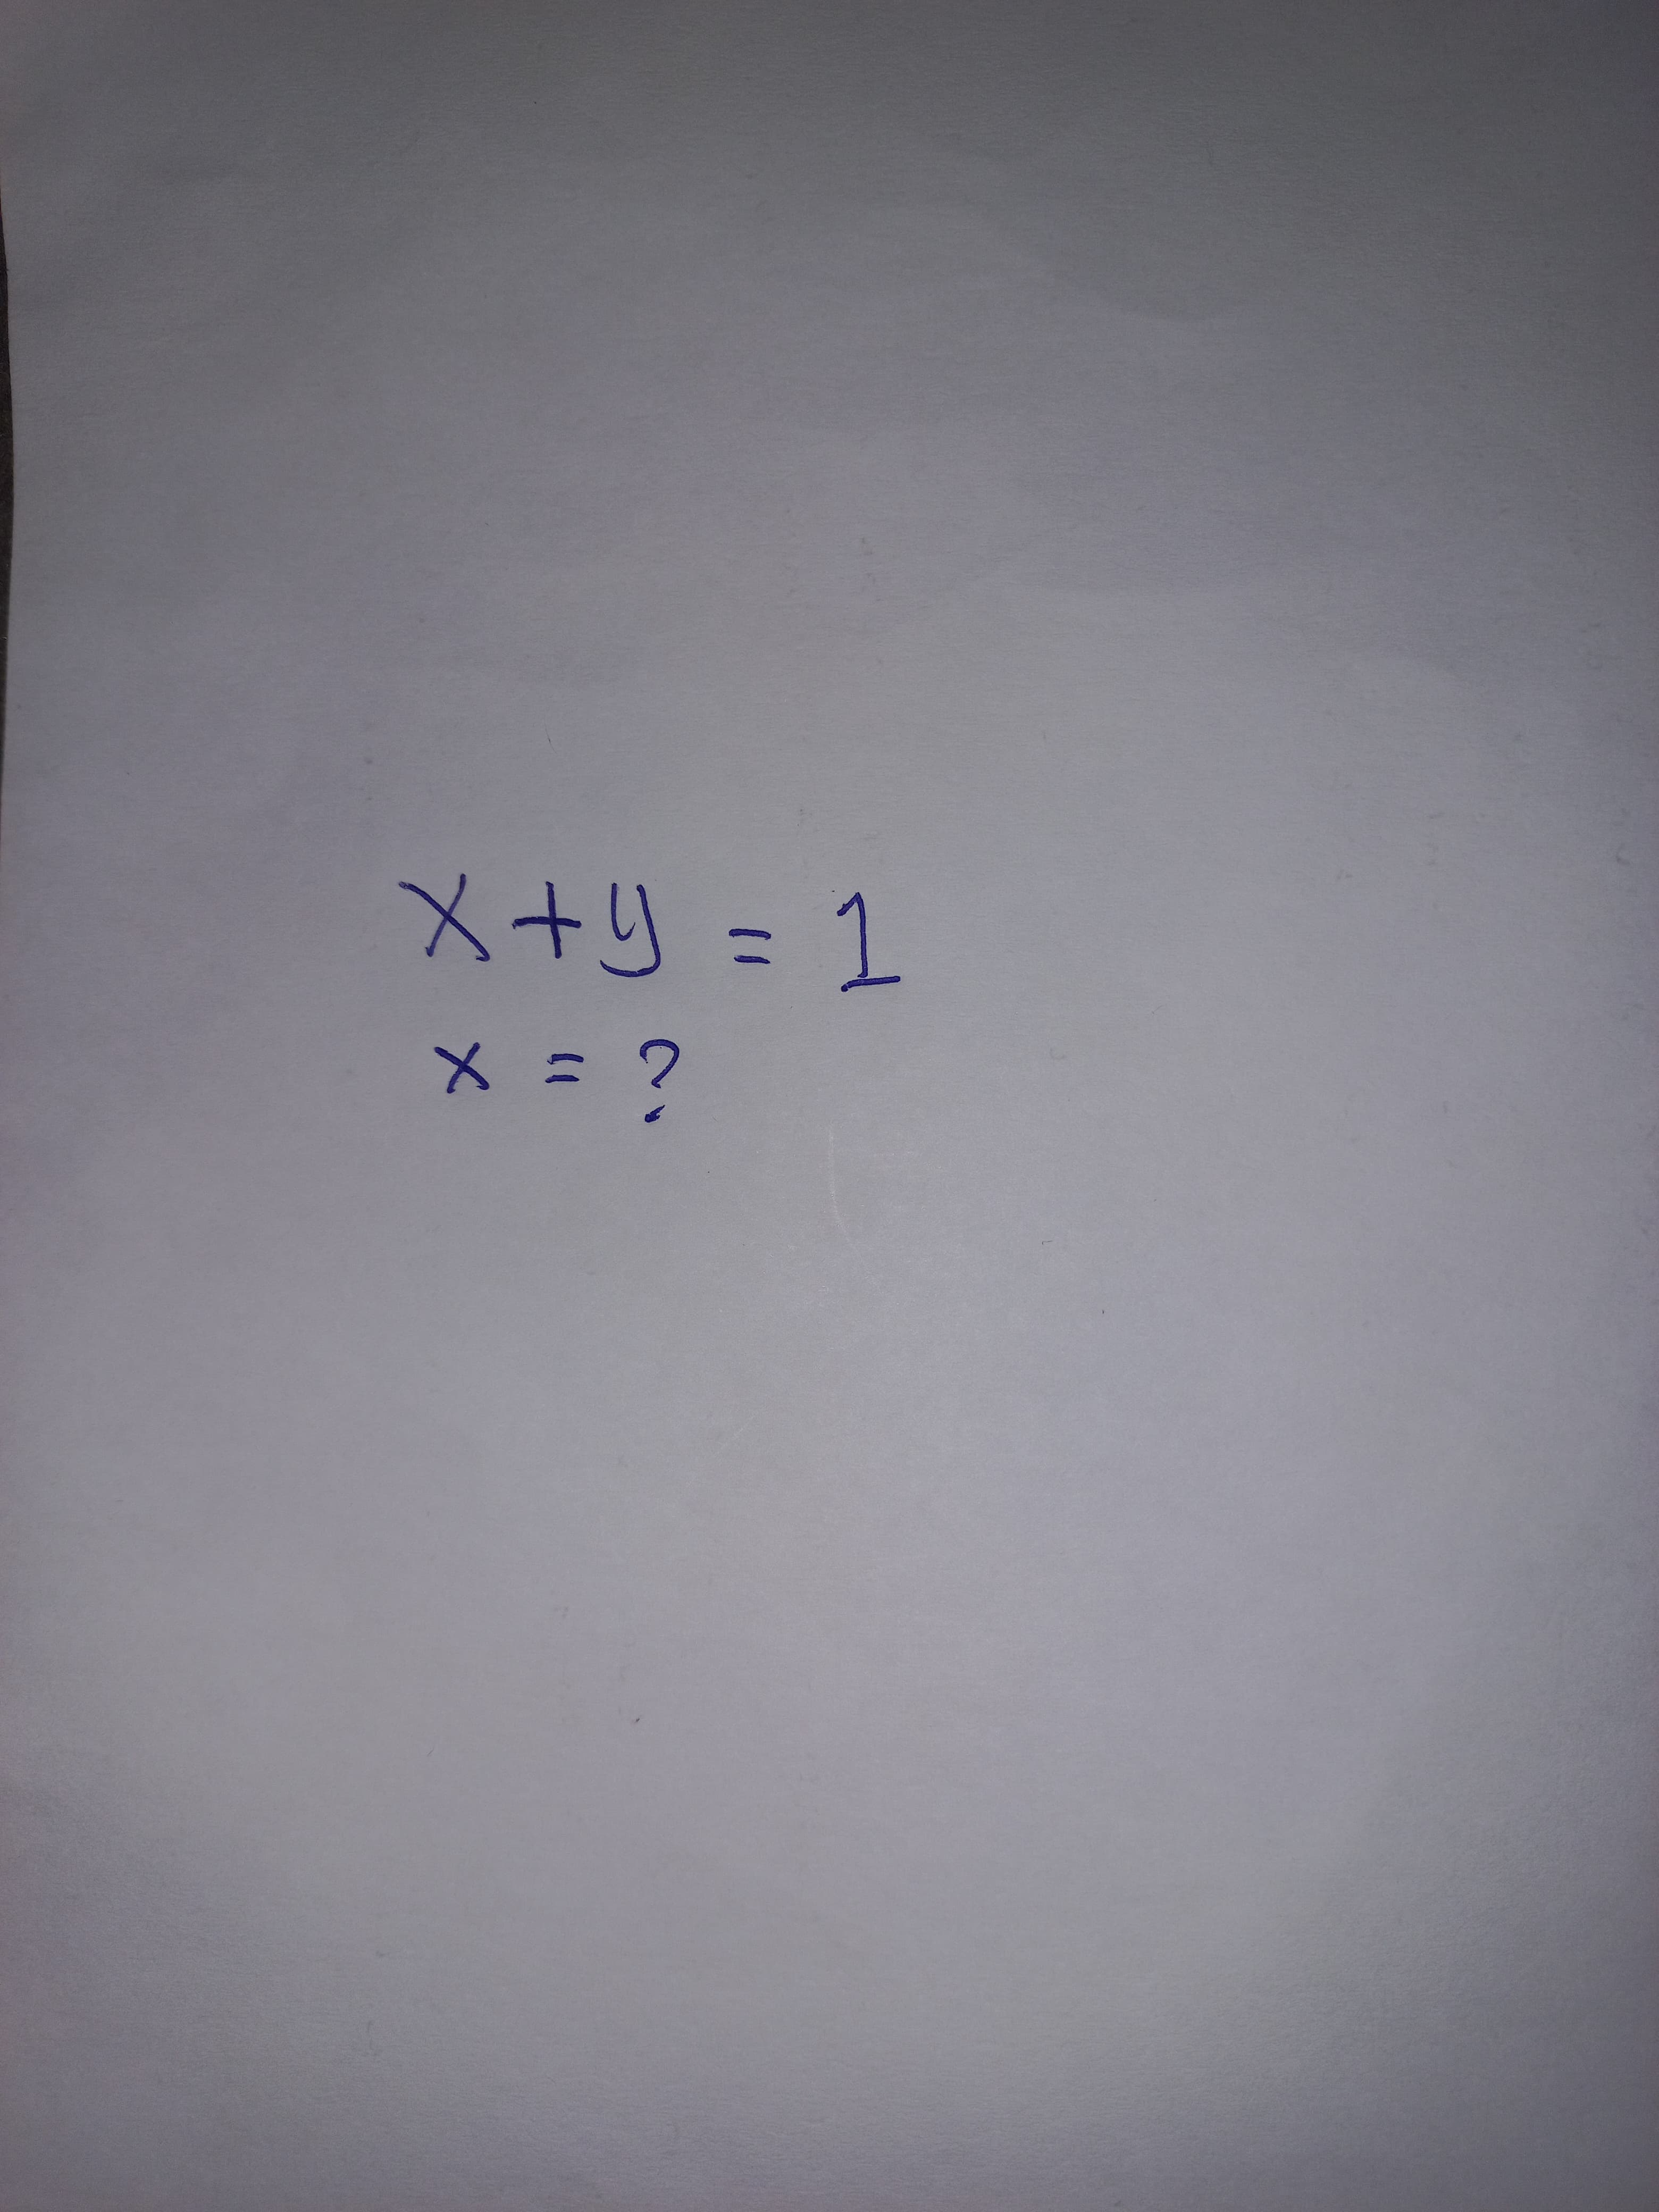 x + y = 1
x = ?